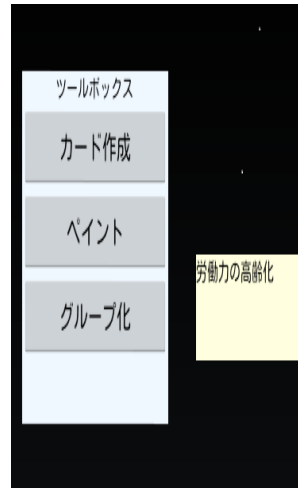 ツールボックス
カード作成
ペイント
グループ化
労働力の高齢化